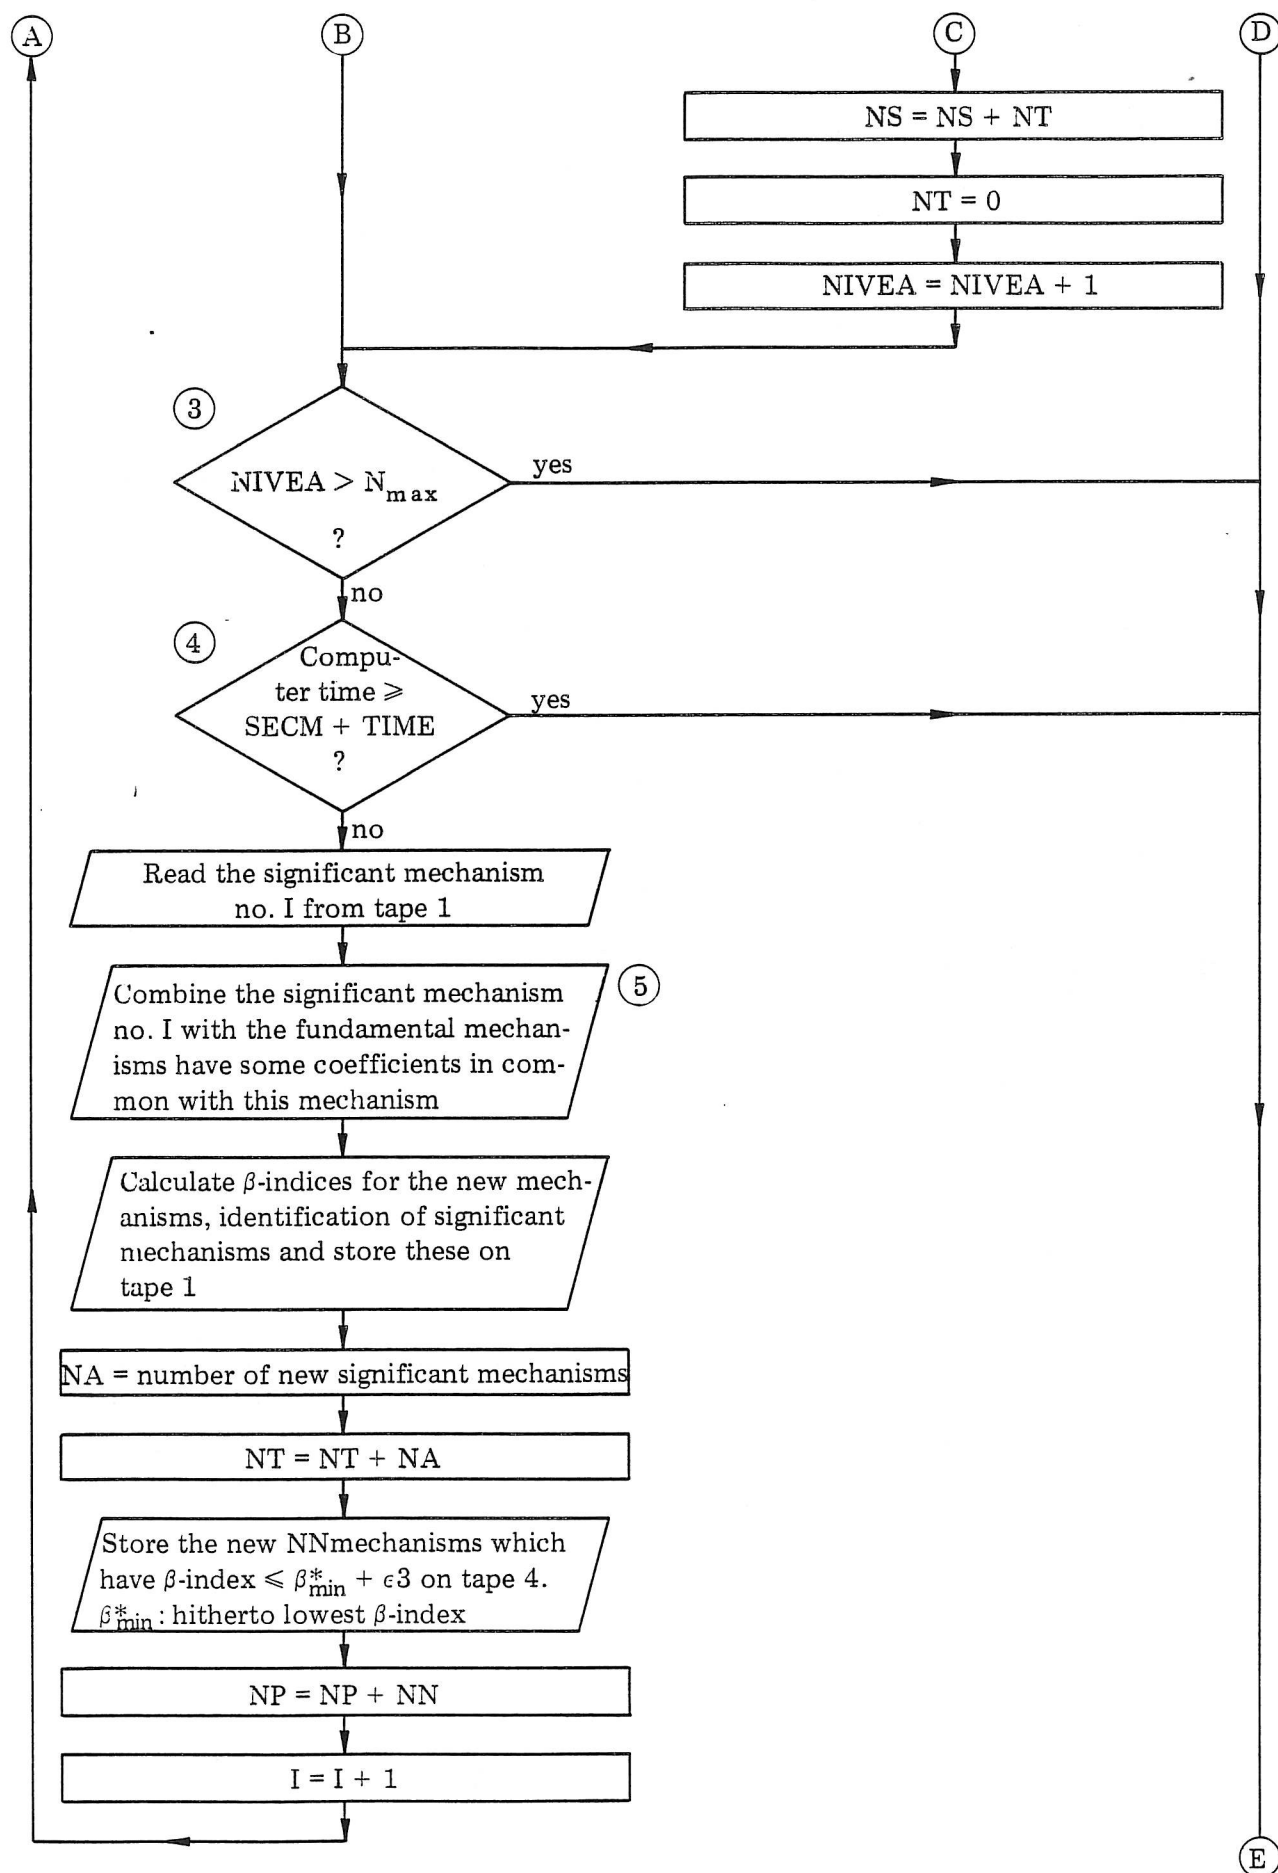 A
B
C
D
NS = NS + NT
NT = 0
NIVEA = NIVEA + 1
3
NIVEA > Nmax
?
yes
no
4
Compu-
ter time ⩾
SECM + TIME
?
yes
no
Read the significant mechanism
no. I from tape 1
5
Combine the significant mechanism
no. I with the fundamental mechan-
isms have some coefficients in com-
mon with this mechanism
Calculate β-indices for the new mech-
anisms, identification of significant
mechanisms and store these on
tape 1
NA = number of new significant mechanisms
NT = NT + NA
Store the new NNmechanisms which
have β-index ⩽ β*min + ϵ3 on tape 4.
β*min : hitherto lowest β-index
NP = NP + NN
I = I + 1
E